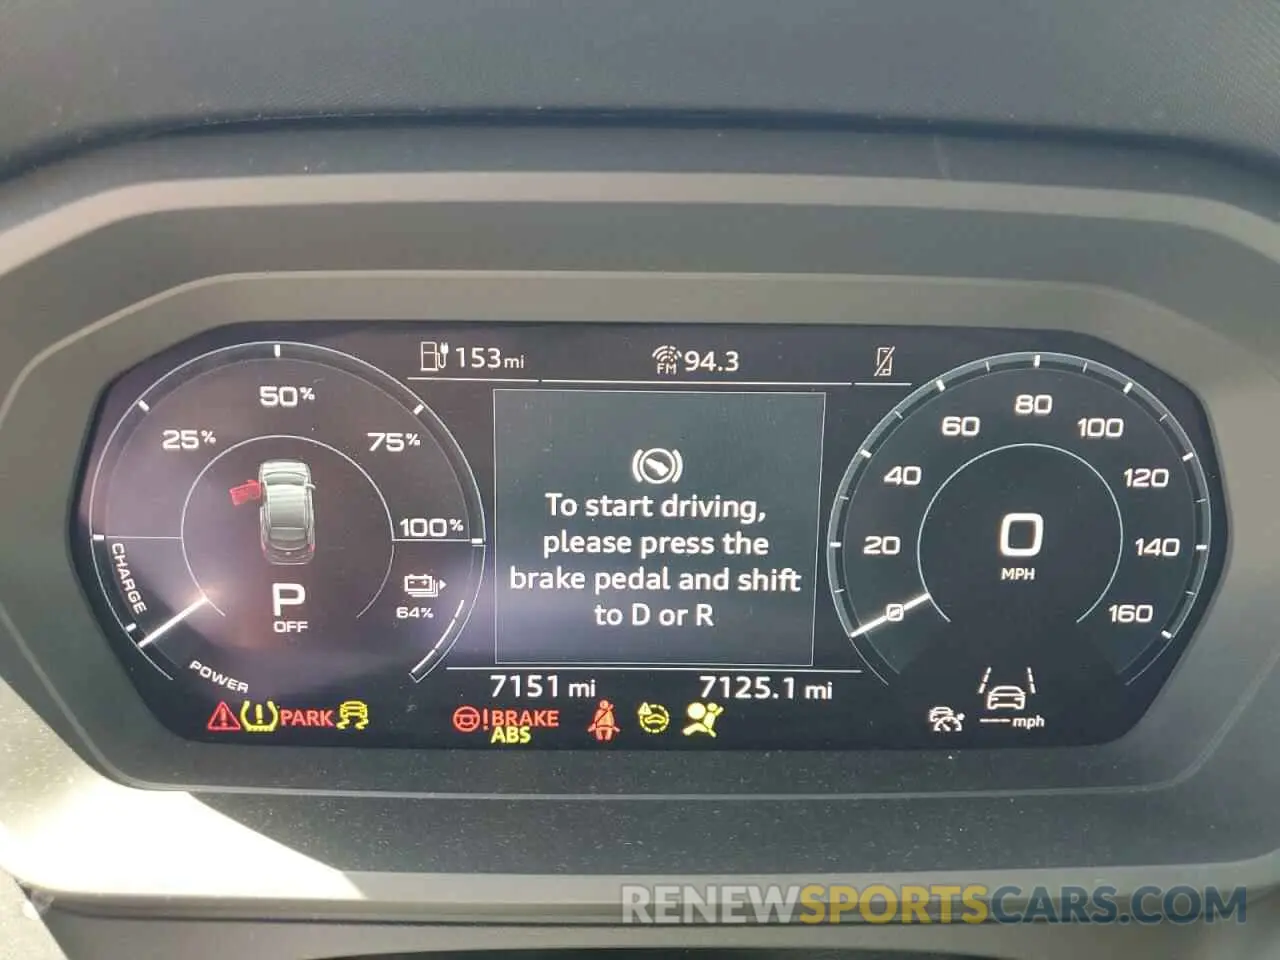 153 mi
FM 94.3
25%
50%
75%
100%
CHARGE
POWER
P
OFF
64%
To start driving,
please press the
brake pedal and shift
to D or R
0
20
40
60
80
100
120
140
160
0
MPH
7151 mi
7125.1 mi
PARK
!BRAKE
ABS
--- mph
RENEWSPORTSCARS.COM